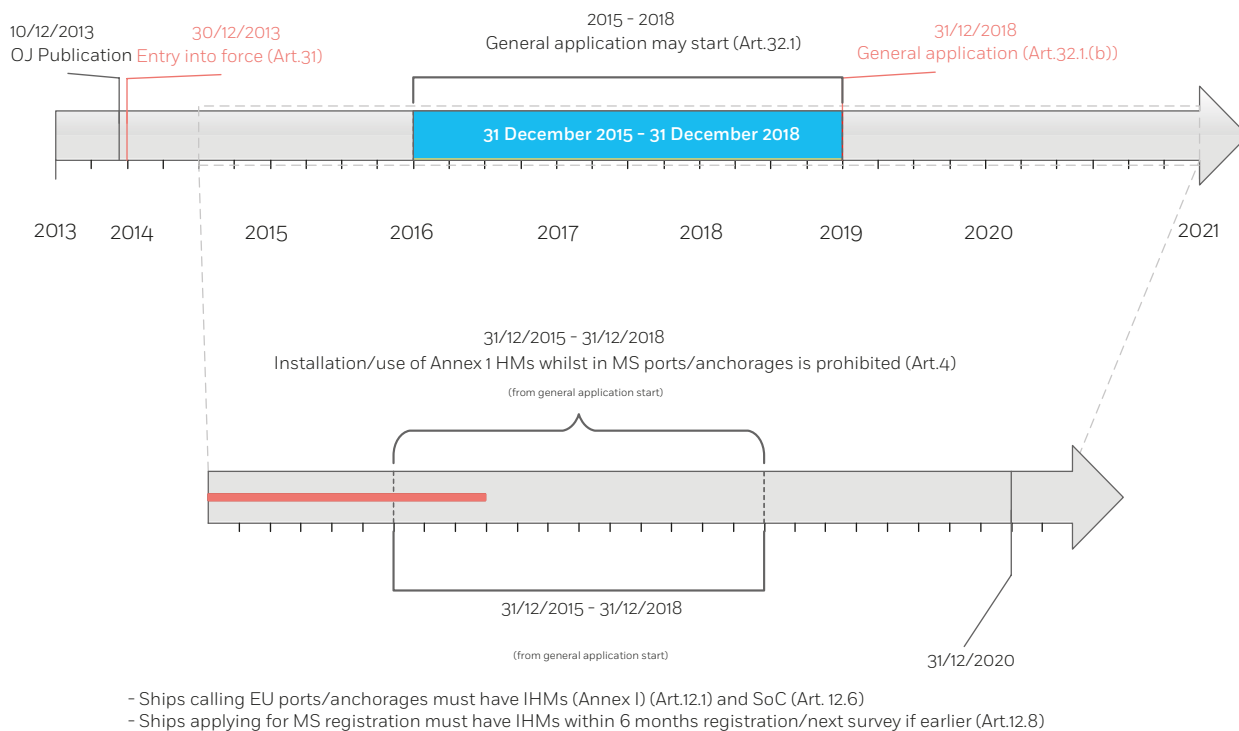 10/12/2013
OJ Publication
30/12/2013
Entry into force (Art.31)
2015 - 2018
General application may start (Art.32.1)
31/12/2018
General application (Art.32.1.(b))
31 December 2015 - 31 December 2018
2013 2014 2015 2016 2017 2018 2019 2020 2021
31/12/2015 - 31/12/2018
Installation/use of Annex 1 HMs whilst in MS ports/anchorages is prohibited (Art.4)
(from general application start)
31/12/2015 - 31/12/2018
(from general application start)
31/12/2020
- Ships calling EU ports/anchorages must have IHMs (Annex I) (Art.12.1) and SoC (Art. 12.6)
- Ships applying for MS registration must have IHMs within 6 months registration/next survey if earlier (Art.12.8)